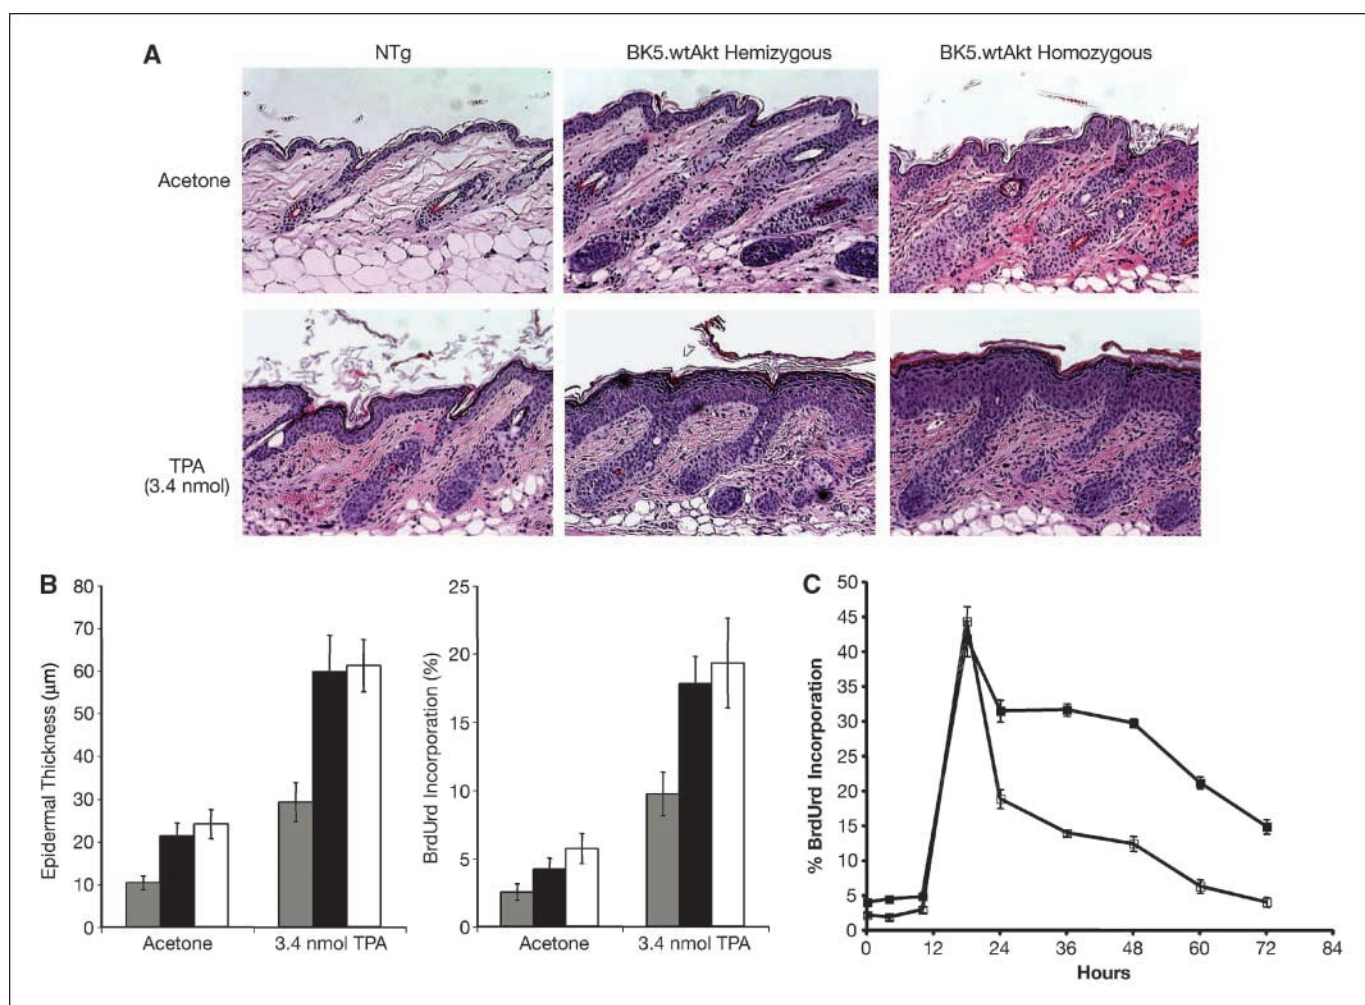 A
NTg
BK5.wtAkt Hemizygous
BK5.wtAkt Homozygous
Acetone
TPA
(3.4 nmol)
B
Epidermal Thickness (μm)
80
70
60
50
40
30
20
10
0
Acetone
3.4 nmol TPA
BrdUrd Incorporation (%)
25
20
15
10
5
0
Acetone
3.4 nmol TPA
C
% BrdUrd Incorporation
50
45
40
35
30
25
20
15
10
5
0
0
12
24
36
48
60
72
84
Hours